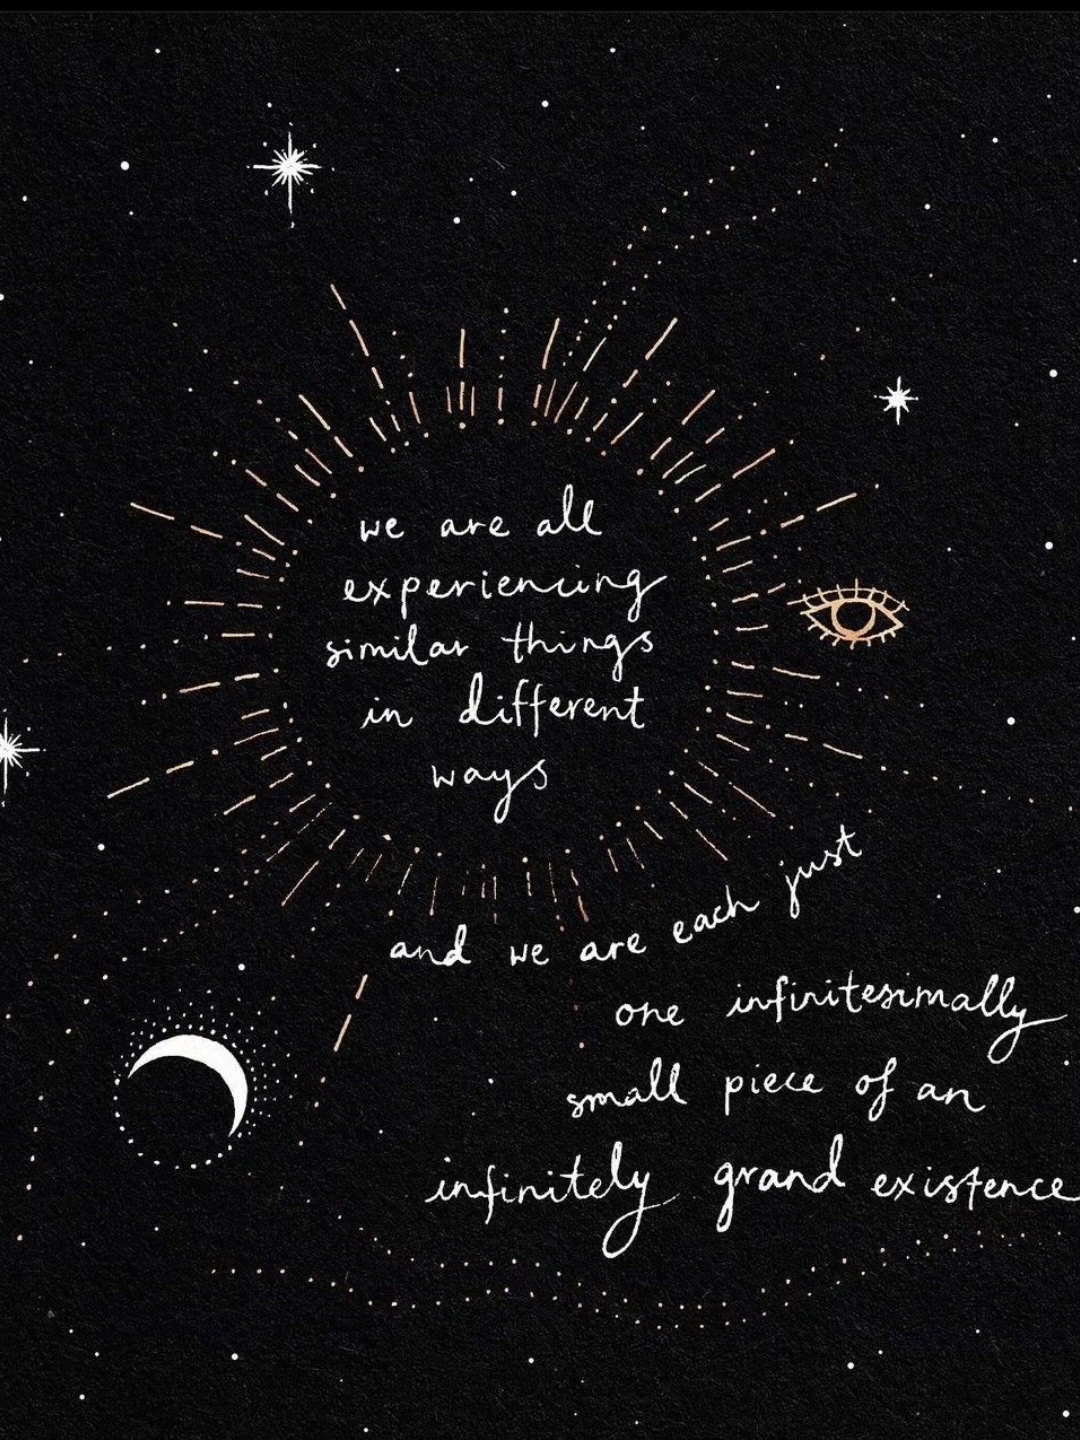 we are all
experiencing
similar things
in different
ways
and we are each just
one infinitesimally
small piece of an
infinitely grand existence